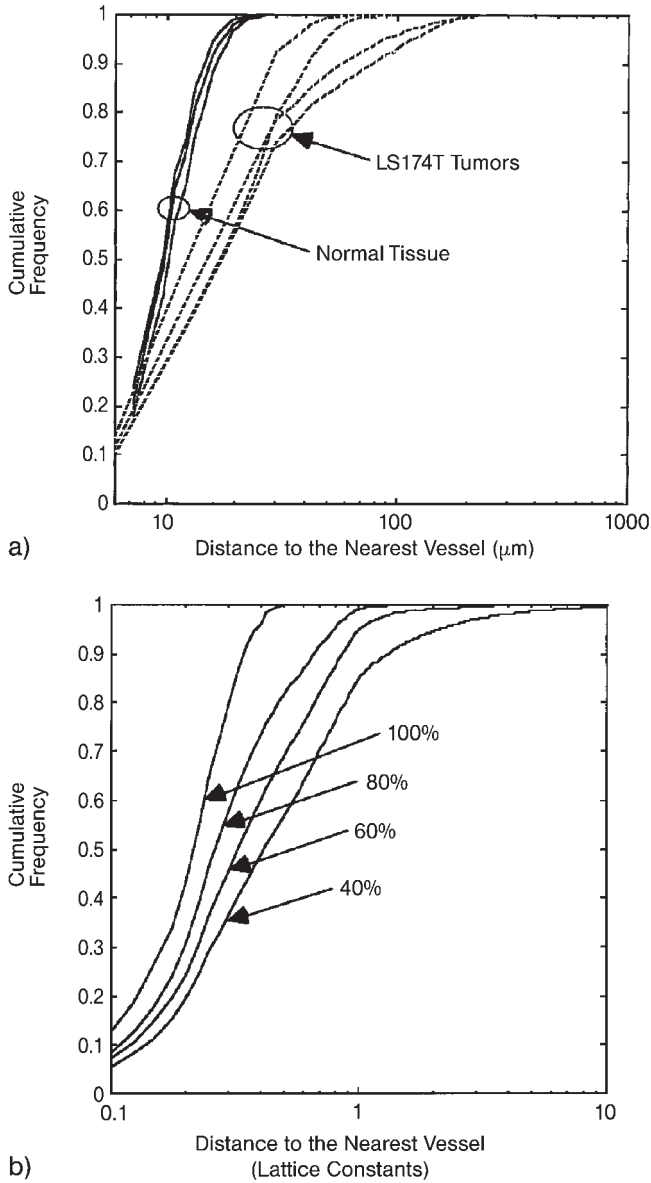 1
0.9
0.8
0.7
0.6
0.5
0.4
0.3
0.2
0.1
0
Cumulative
Frequency
LS174T Tumors
Normal Tissue
10
100
1000
Distance to the Nearest Vessel (μm)
a)
1
0.9
0.8
0.7
0.6
0.5
0.4
0.3
0.2
0.1
0
Cumulative
Frequency
100%
80%
60%
40%
0.1
1
10
Distance to the Nearest Vessel
(Lattice Constants)
b)